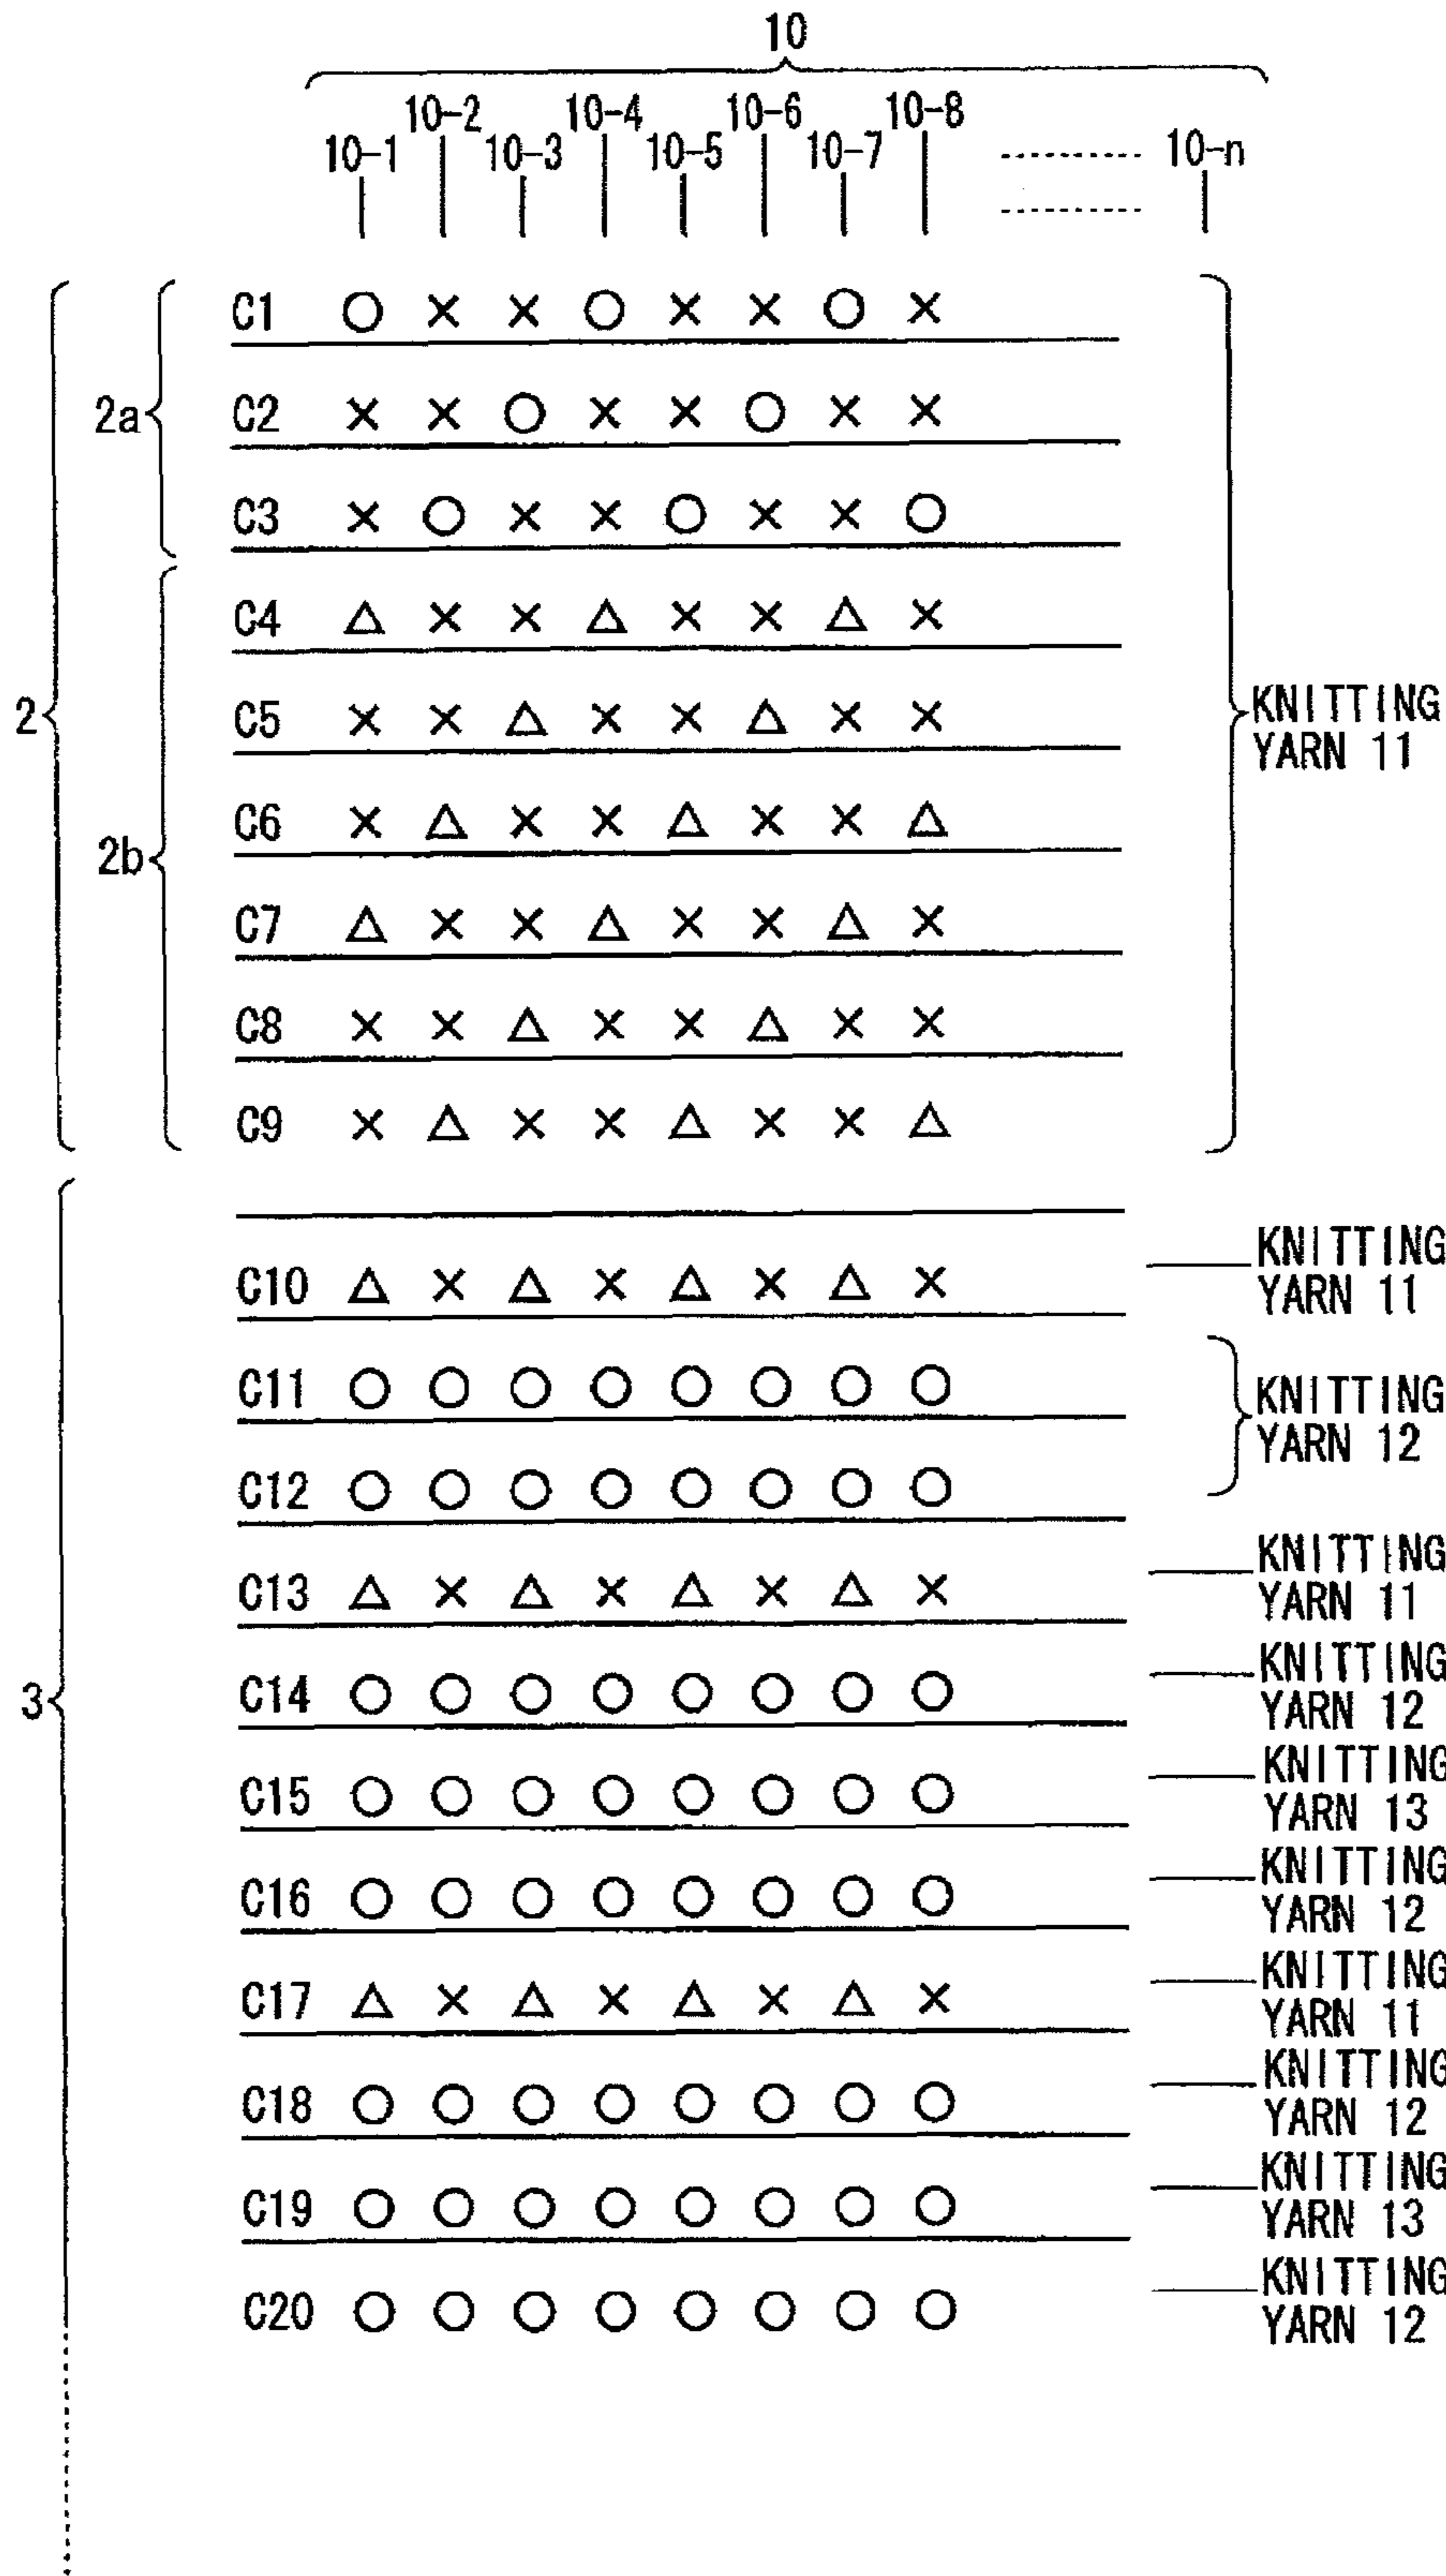 10
10-1 10-2 10-3 10-4 10-5 10-6 10-7 10-8 10-n
2
2a
C1 ○ × × ○ × × ○ ×
C2 × × ○ × × ○ × ×
C3 × ○ × × ○ × × ○
2b
C4 △ × × △ × × △ ×
C5 × × △ × × △ × ×
C6 × △ × × △ × × △
C7 △ × × △ × × △ ×
C8 × × △ × × △ × ×
C9 × △ × × △ × × △
KNITTING
YARN 11
3
C10 △ × △ × △ × △ ×
KNITTING
YARN 11
C11 ○ ○ ○ ○ ○ ○ ○ ○
C12 ○ ○ ○ ○ ○ ○ ○ ○
KNITTING
YARN 12
C13 △ × △ × △ × △ ×
KNITTING
YARN 11
C14 ○ ○ ○ ○ ○ ○ ○ ○
KNITTING
YARN 12
C15 ○ ○ ○ ○ ○ ○ ○ ○
KNITTING
YARN 13
C16 ○ ○ ○ ○ ○ ○ ○ ○
KNITTING
YARN 12
C17 △ × △ × △ × △ ×
KNITTING
YARN 11
C18 ○ ○ ○ ○ ○ ○ ○ ○
KNITTING
YARN 12
C19 ○ ○ ○ ○ ○ ○ ○ ○
KNITTING
YARN 13
C20 ○ ○ ○ ○ ○ ○ ○ ○
KNITTING
YARN 12